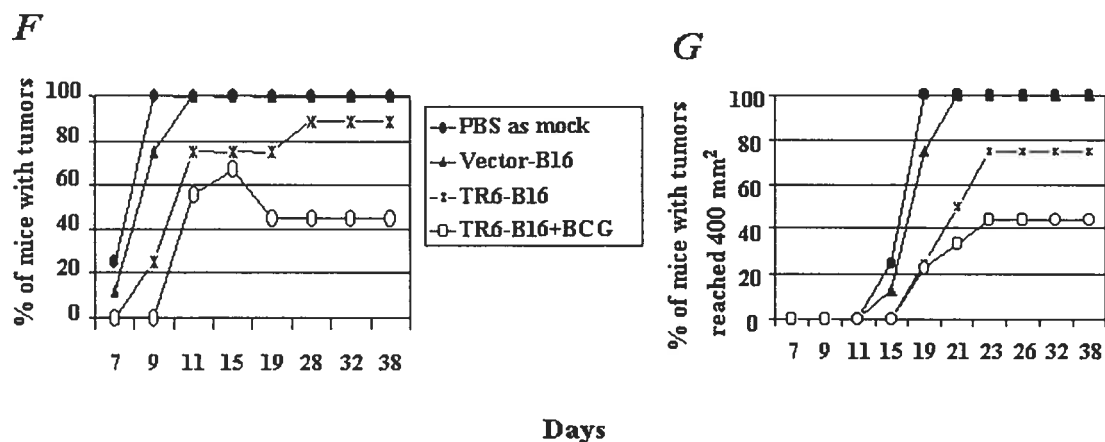 F
% of mice with tumors
100
80
60
40
20
0
7 9 11 15 19 28 32 38
PBS as mock
Vector-B16
TR6-B16
TR6-B16+BCG
G
% of mice with tumors
reached 400 mm²
100
80
60
40
20
0
7 9 11 15 19 21 23 26 32 38
Days